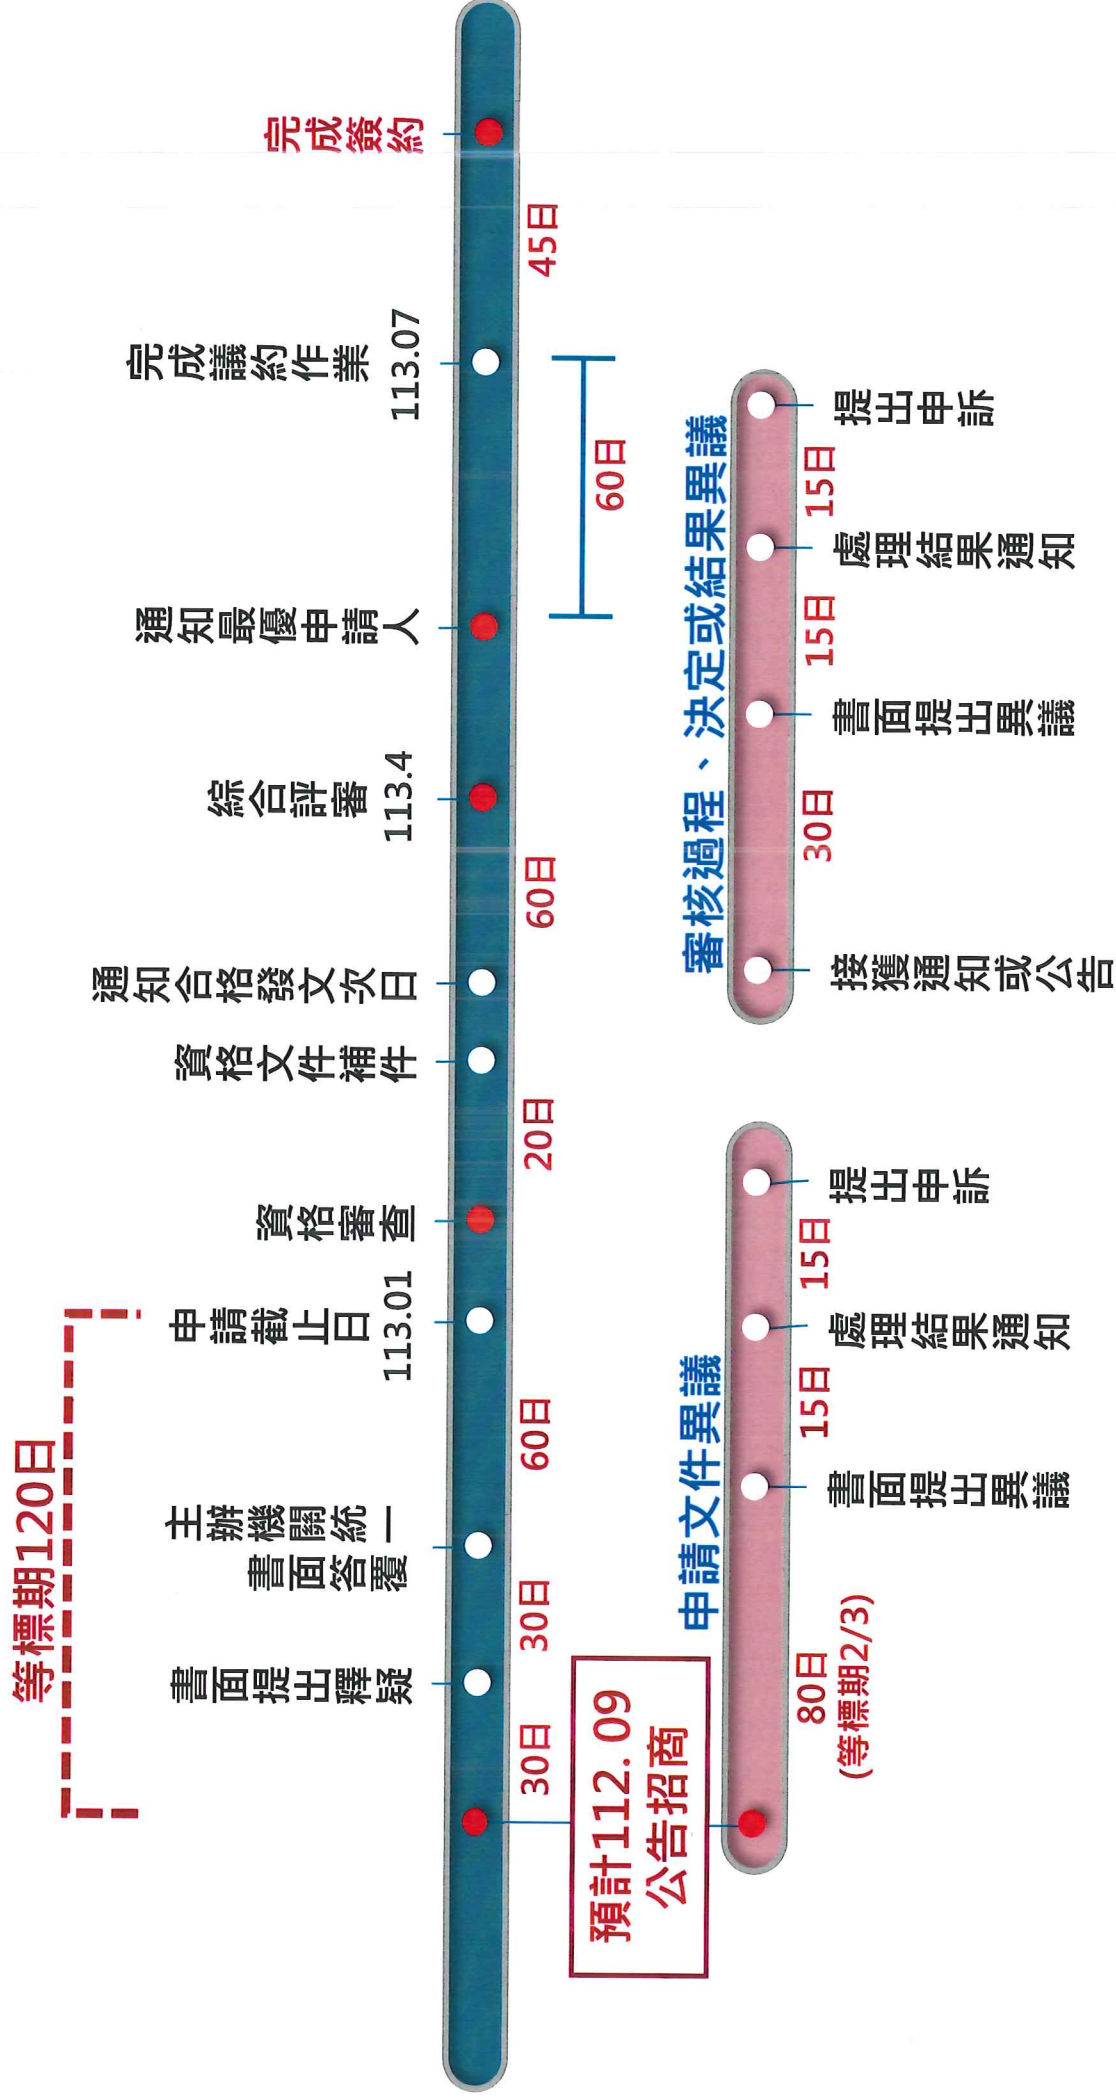 等標期120日
書面提出釋疑
主辦機關統一
書面答覆
申請截止日
113.01
資格審查
資格文件補件
通知合格發文次日
綜合評審
113.4
通知最優申請人
完成議約作業
113.07
完成簽約
30日
30日
60日
20日
60日
60日
45日
預計112.09
公告招商
申請文件異議
80日
(等標期2/3)
書面提出異議
15日
處理結果通知
15日
提出申訴
審核過程、決定或結果異議
接獲通知或公告
30日
書面提出異議
15日
處理結果通知
15日
提出申訴